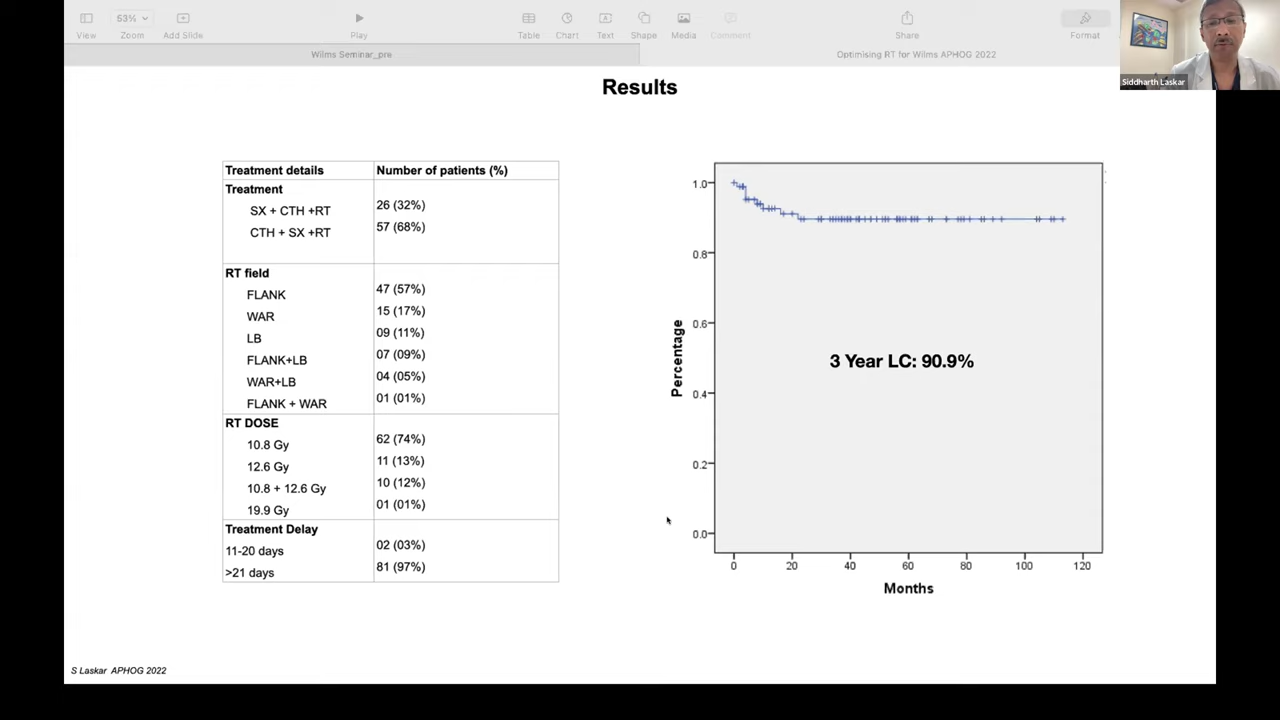 53%
View
Zoom
Add Slide
Play
Table
Chart
Text
Shape
Media
Comment
Share
Format
Siddharth Laskar
Wilms Seminar_pre
Optimising RT for Wilms APHOG 2022
Results
Treatment details Number of patients (%)
Treatment
SX + CTH +RT 26 (32%)
CTH + SX +RT 57 (68%)
RT field
FLANK 47 (57%)
WAR 15 (17%)
LB 09 (11%)
FLANK+LB 07 (09%)
WAR+LB 04 (05%)
FLANK + WAR 01 (01%)
RT DOSE
10.8 Gy 62 (74%)
12.6 Gy 11 (13%)
10.8 + 12.6 Gy 10 (12%)
19.9 Gy 01 (01%)
Treatment Delay
11-20 days 02 (03%)
>21 days 81 (97%)
Percentage
1.0
0.8
0.6
0.4
0.2
0.0
3 Year LC: 90.9%
0 20 40 60 80 100 120
Months
S Laskar APHOG 2022